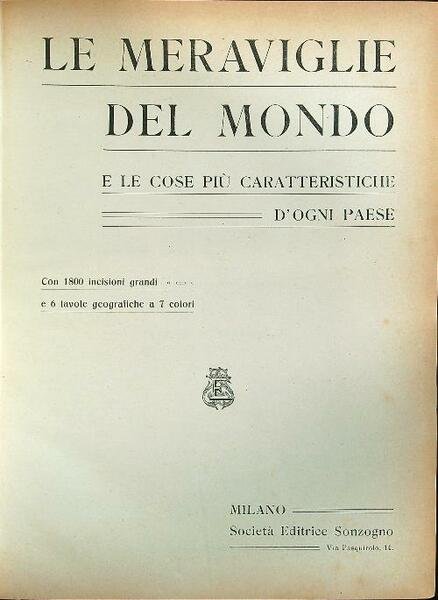 LE MERAVIGLIE
DEL MONDO
E LE COSE PIÙ CARATTERISTICHE
D'OGNI PAESE
Con 1800 incisioni grandi
e 6 tavole geografiche a 7 colori
MILANO
Società Editrice Sonzogno
Via Pasquirolo, 14.